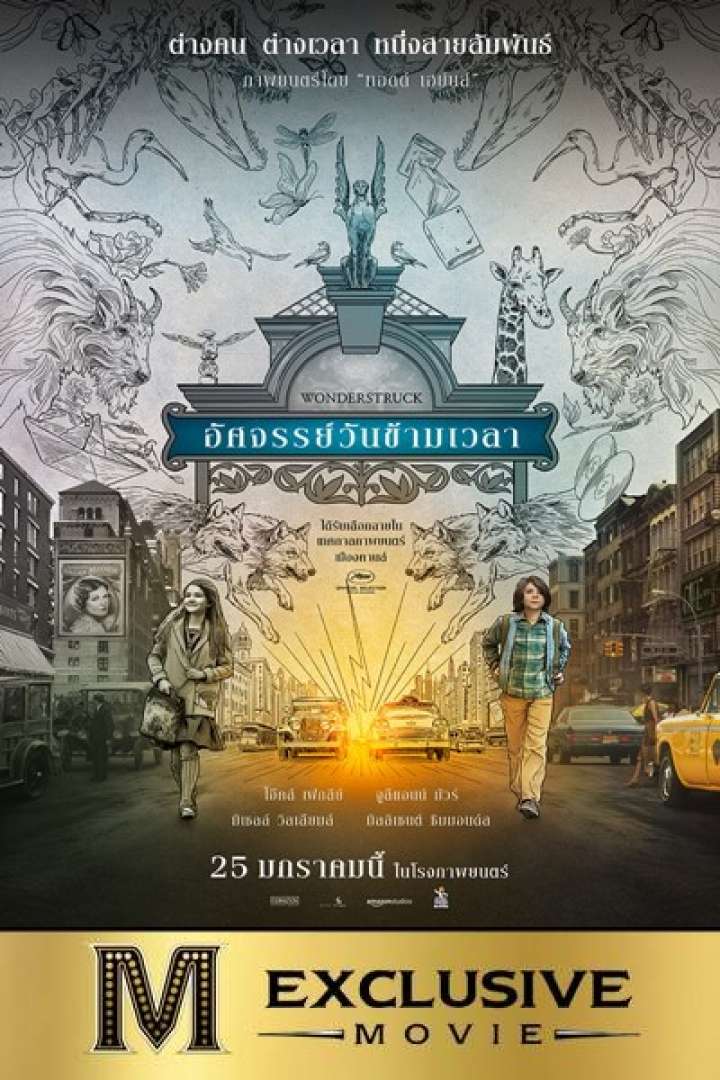 ต่างคน ต่างเวลา หนึ่งสายสัมพันธ์
ภาพยนตร์โดย "ทอดด์ เฮย์นส์"
WONDERSTRUCK
อัศจรรย์วันข้ามเวลา
ได้รับเลือกฉายใน
เทศกาลภาพยนตร์
เมืองคานส์
โอ๊คส์ เฟกลีย์ จูลีแอนน์ มัวร์
มิเชลล์ วิลเลียมส์ มิลลิเซนต์ ซิมมอนด์ส
25 มกราคมนี้ ในโรงภาพยนตร์
amazonstudios
M EXCLUSIVE
MOVIE